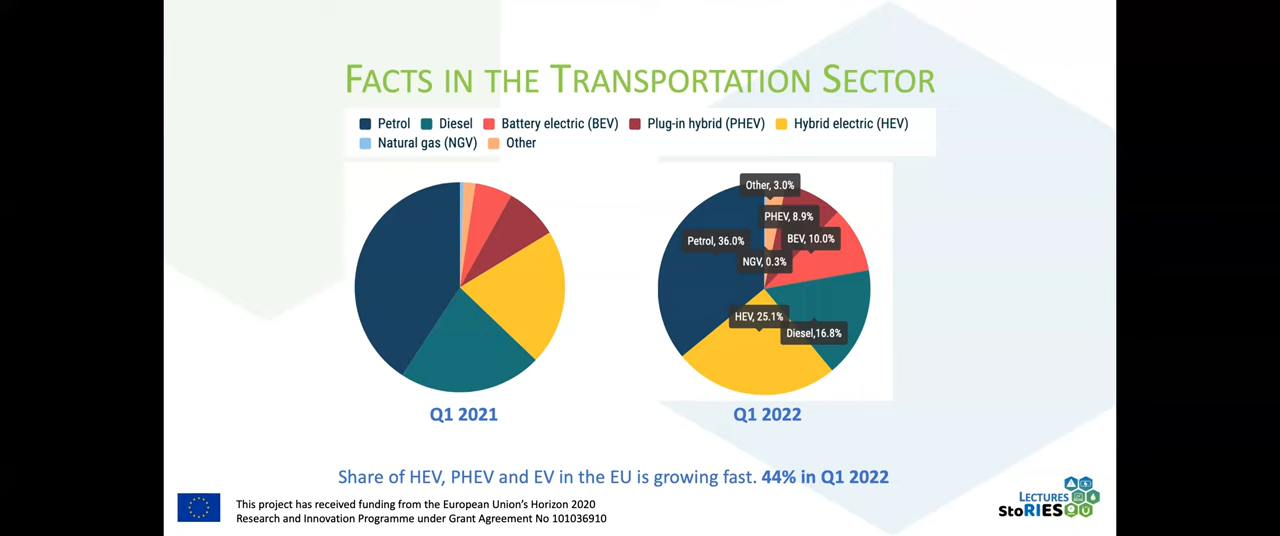 FACTS IN THE TRANSPORTATION SECTOR
Petrol Diesel Battery electric (BEV) Plug-in hybrid (PHEV) Hybrid electric (HEV)
Natural gas (NGV) Other
Other, 3.0%
PHEV, 8.9%
Petrol, 36.0%
BEV, 10.0%
NGV, 0.3%
HEV, 25.1%
Diesel,16.8%
Q1 2021
Q1 2022
Share of HEV, PHEV and EV in the EU is growing fast. 44% in Q1 2022
This project has received funding from the European Union's Horizon 2020
Research and Innovation Programme under Grant Agreement No 101036910
LECTURES
StoRIES